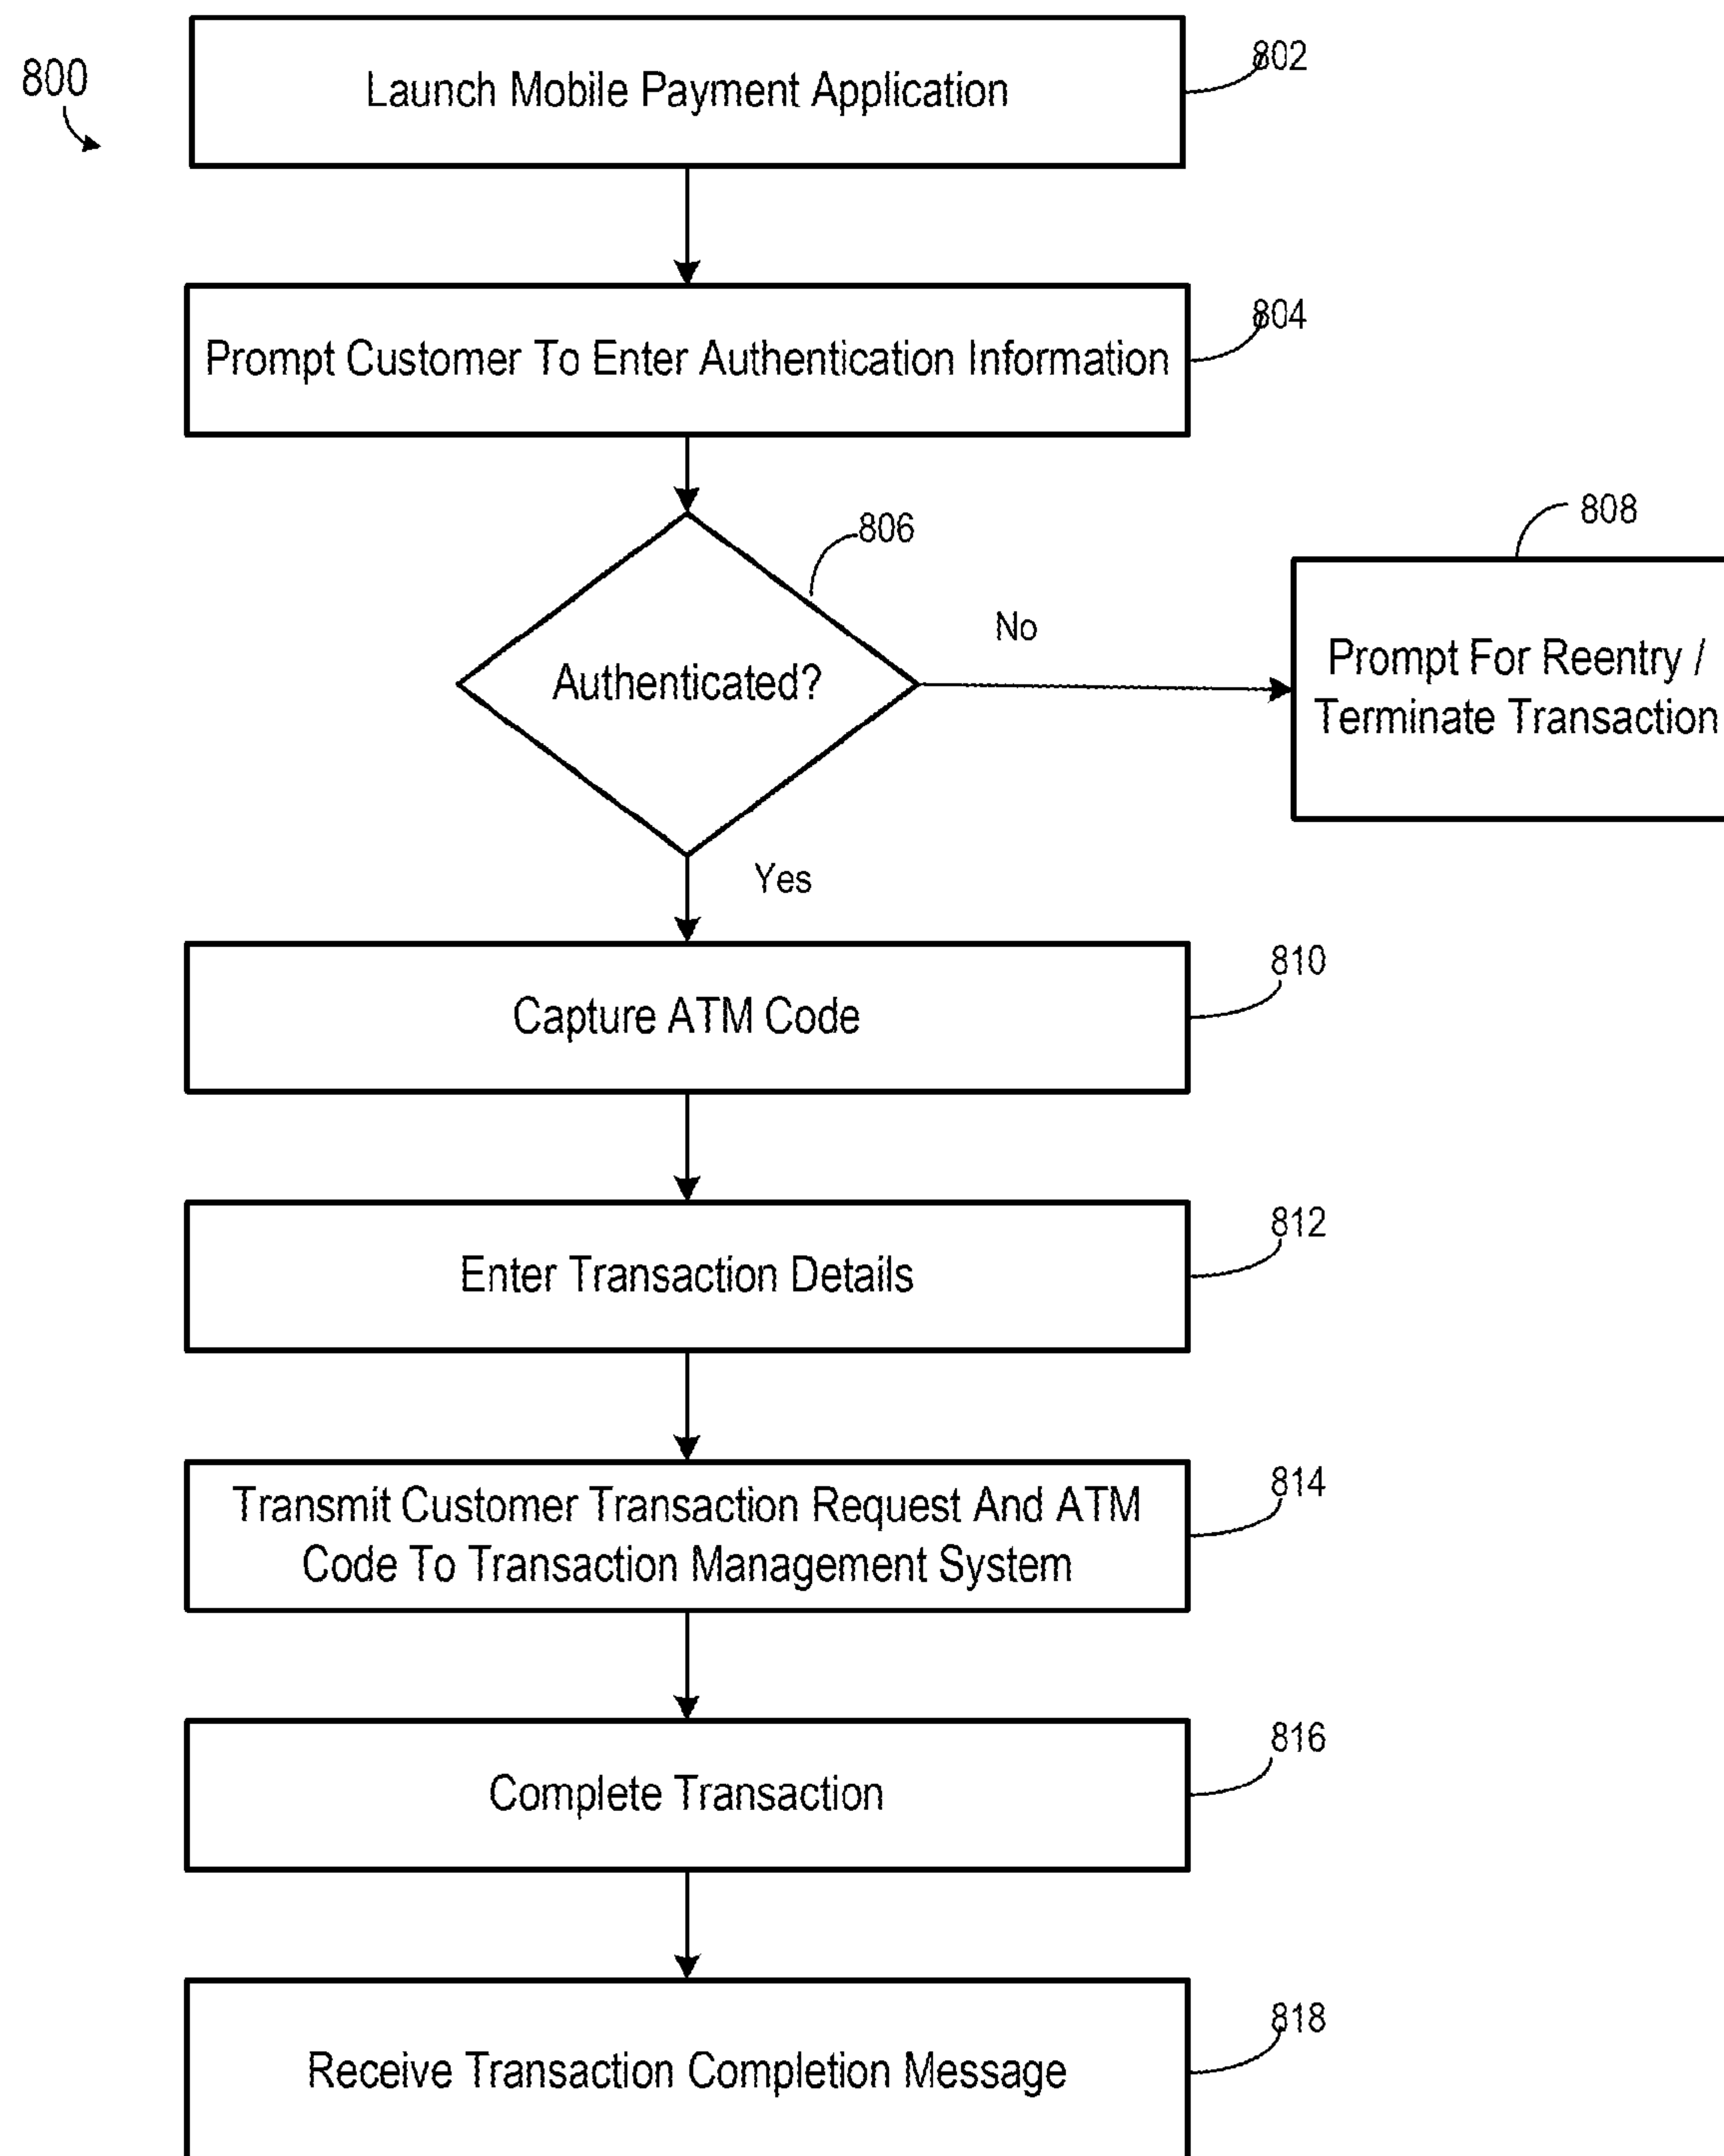 800
Launch Mobile Payment Application
802
Prompt Customer To Enter Authentication Information
804
806
Authenticated?
No
808
Prompt For Reentry /
Terminate Transaction
Yes
Capture ATM Code
810
Enter Transaction Details
812
Transmit Customer Transaction Request And ATM
Code To Transaction Management System
814
Complete Transaction
816
Receive Transaction Completion Message
818